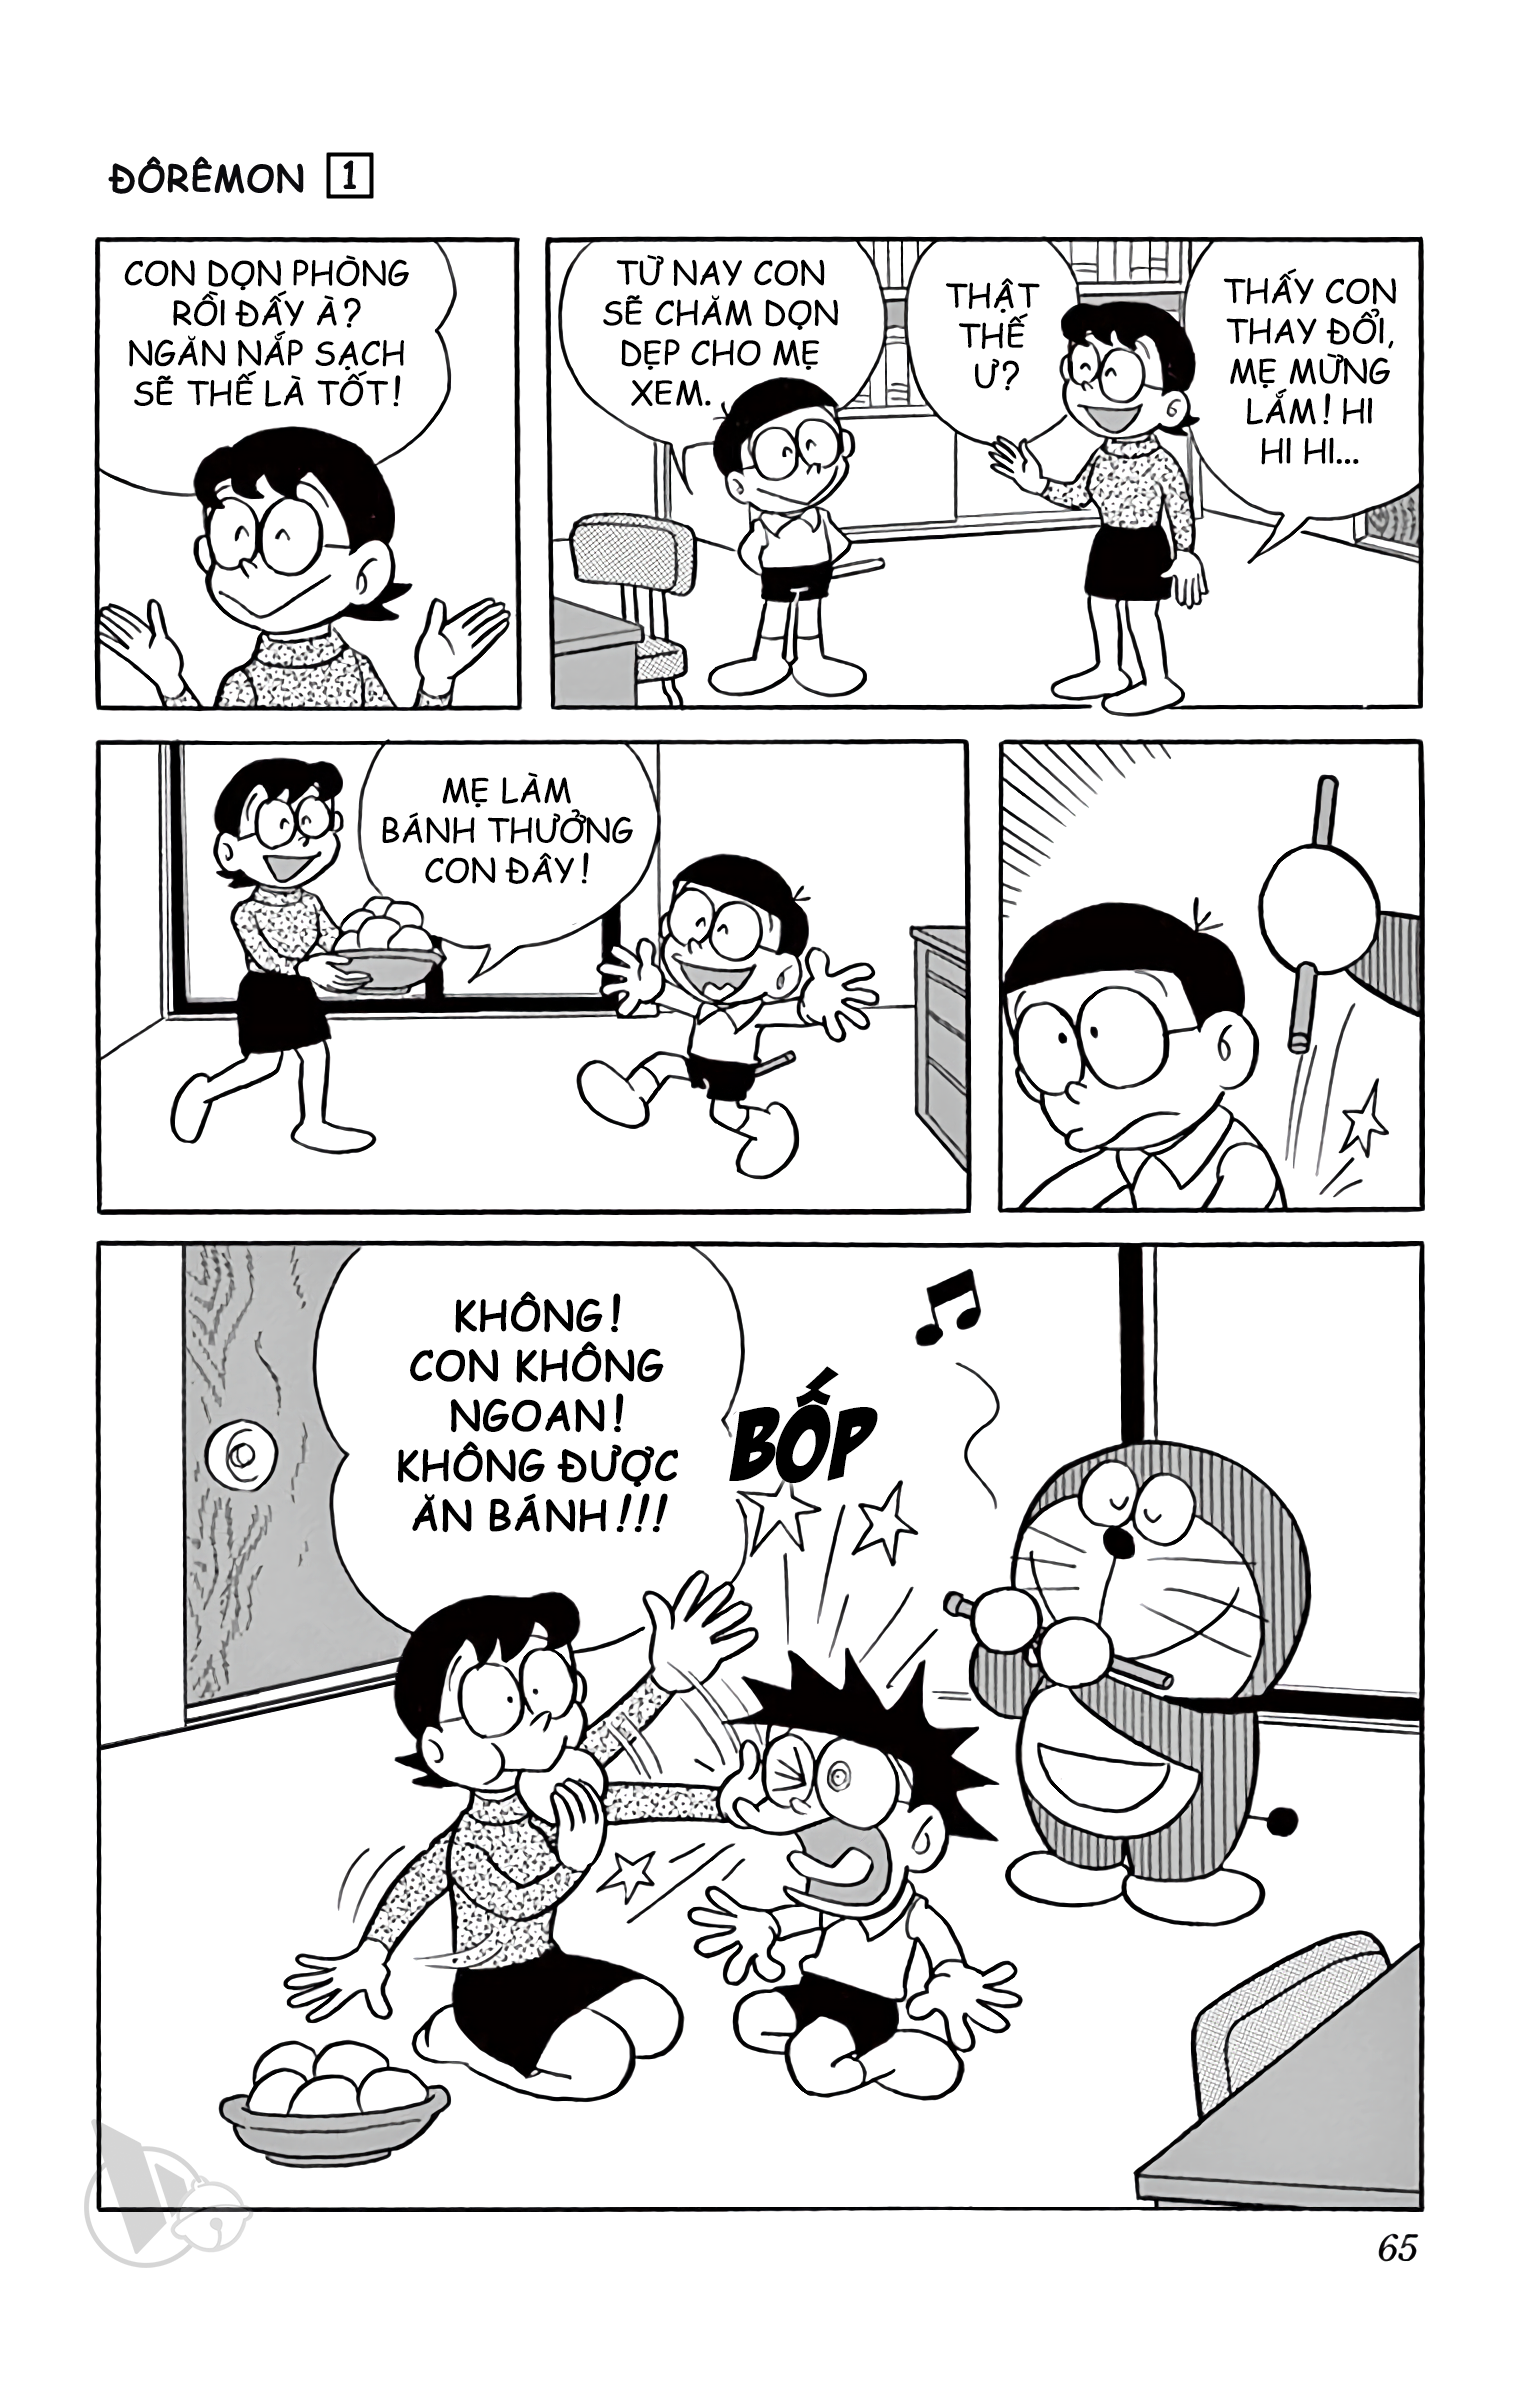 ĐÔRÊMON 1
CON DỌN PHÒNG
RỒI ĐẤY À?
NGĂN NẮP SẠCH
SẼ THẾ LÀ TỐT!
TỪ NAY CON
SẼ CHĂM DỌN
DẸP CHO MẸ
XEM.
THẬT
THẾ
Ư?
THẤY CON
THAY ĐỔI,
MẸ MỪNG
LẮM! HI
HI HI...
MẸ LÀM
BÁNH THƯỞNG
CON ĐÂY!
KHÔNG!
CON KHÔNG
NGOAN!
KHÔNG ĐƯỢC
ĂN BÁNH!!!
BỐP
65